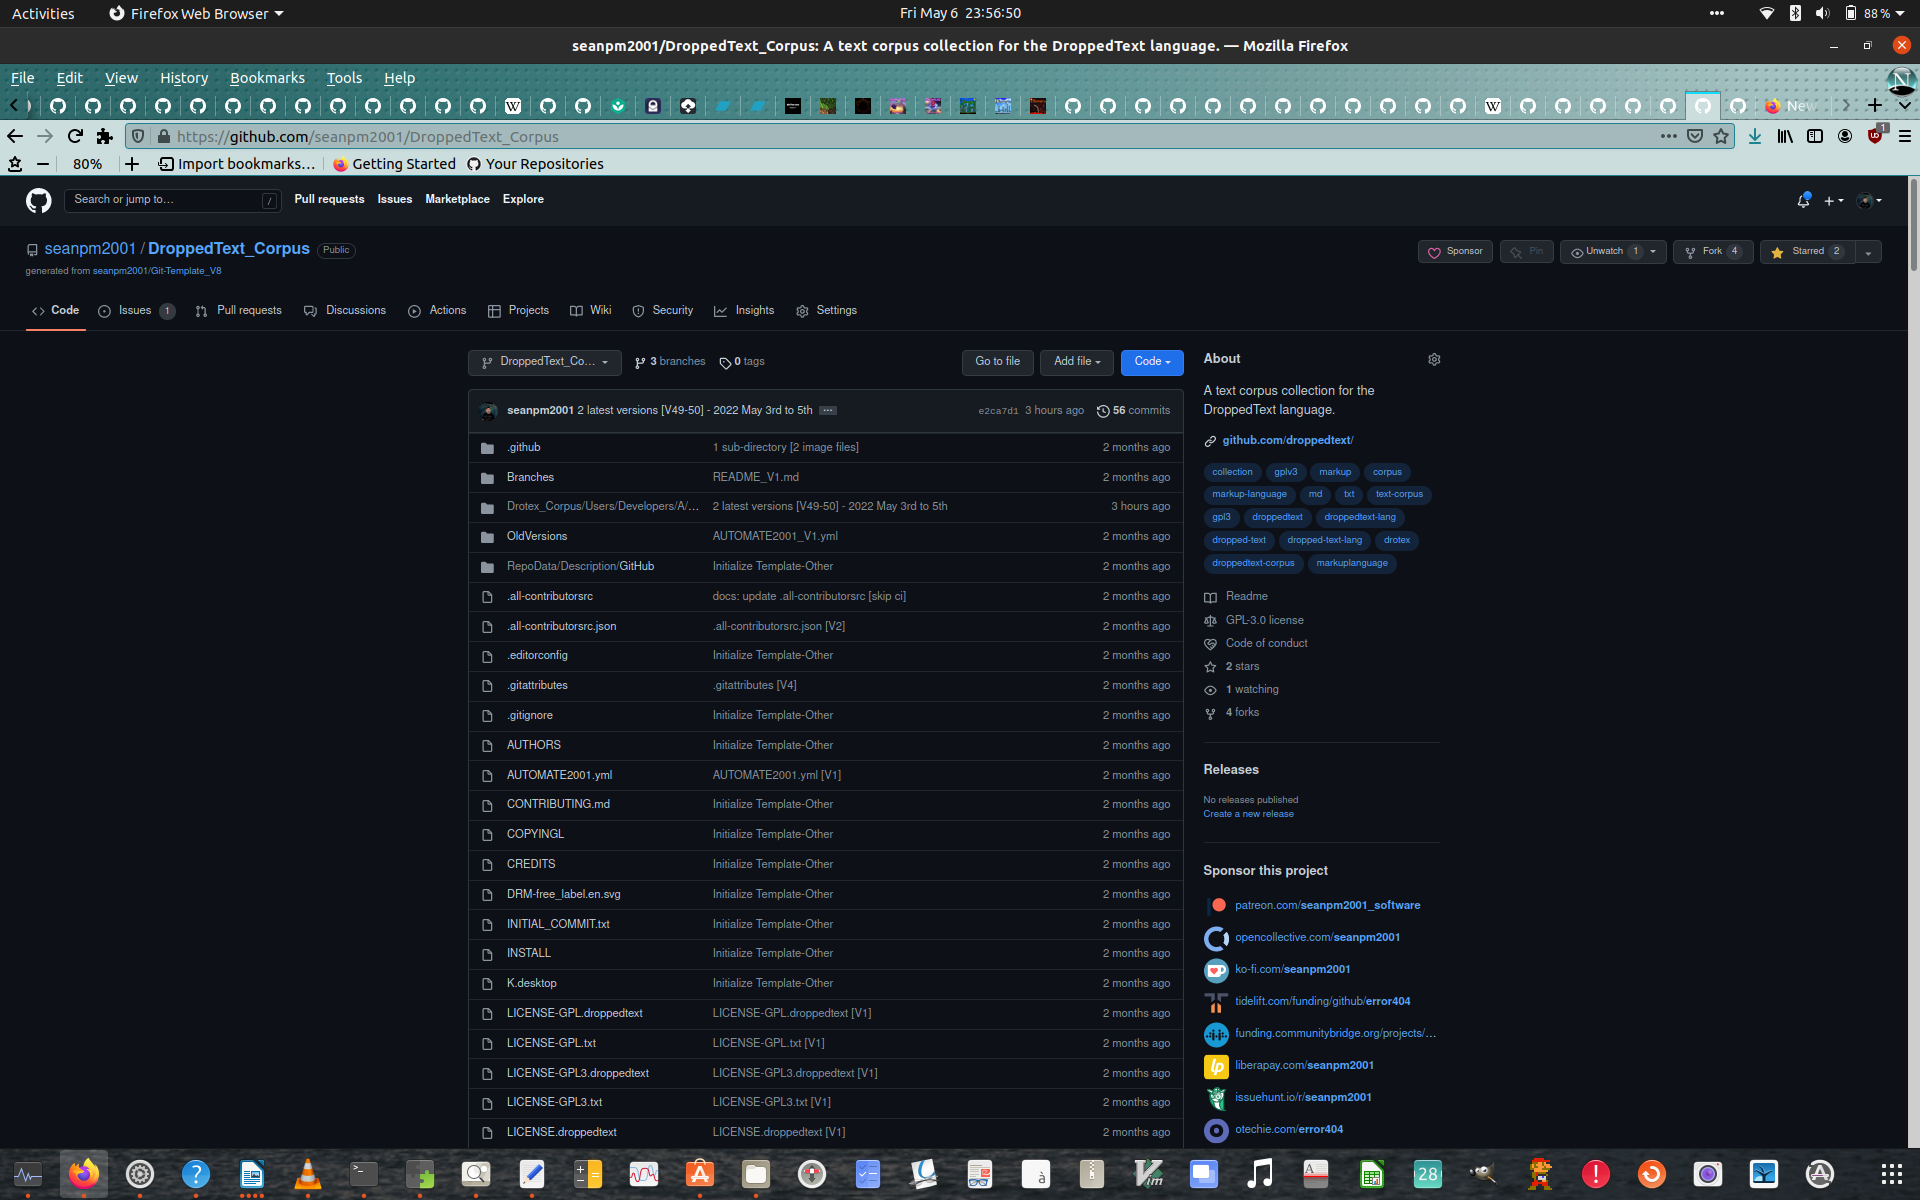 Activities
Firefox Web Browser
Fri May 6 23:56:50
88 %
seanpm2001/DroppedText_Corpus: A text corpus collection for the DroppedText language. — Mozilla Firefox
File Edit View History Bookmarks Tools Help
New
https://github.com/seanpm2001/DroppedText_Corpus
80% Import bookmarks… Getting Started Your Repositories
Search or jump to… / Pull requests Issues Marketplace Explore
seanpm2001 / DroppedText_Corpus Public
generated from seanpm2001/Git-Template_V8
Sponsor Pin Unwatch 1 Fork 4 Starred 2
Code Issues 1 Pull requests Discussions Actions Projects Wiki Security Insights Settings
DroppedText_Co… 3 branches 0 tags Go to file Add file Code
seanpm2001 2 latest versions [V49-50] - 2022 May 3rd to 5th ··· e2ca7d1 3 hours ago 56 commits
.github 1 sub-directory [2 image files] 2 months ago
Branches README_V1.md 2 months ago
Drotex_Corpus/Users/Developers/A/… 2 latest versions [V49-50] - 2022 May 3rd to 5th 3 hours ago
OldVersions AUTOMATE2001_V1.yml 2 months ago
RepoData/Description/GitHub Initialize Template-Other 2 months ago
.all-contributorsrc docs: update .all-contributorsrc [skip ci] 2 months ago
.all-contributorsrc.json .all-contributorsrc.json [V2] 2 months ago
.editorconfig Initialize Template-Other 2 months ago
.gitattributes .gitattributes [V4] 2 months ago
.gitignore Initialize Template-Other 2 months ago
AUTHORS Initialize Template-Other 2 months ago
AUTOMATE2001.yml AUTOMATE2001.yml [V1] 2 months ago
CONTRIBUTING.md Initialize Template-Other 2 months ago
COPYINGL Initialize Template-Other 2 months ago
CREDITS Initialize Template-Other 2 months ago
DRM-free_label.en.svg Initialize Template-Other 2 months ago
INITIAL_COMMIT.txt Initialize Template-Other 2 months ago
INSTALL Initialize Template-Other 2 months ago
K.desktop Initialize Template-Other 2 months ago
LICENSE-GPL.droppedtext LICENSE-GPL.droppedtext [V1] 2 months ago
LICENSE-GPL.txt LICENSE-GPL.txt [V1] 2 months ago
LICENSE-GPL3.droppedtext LICENSE-GPL3.droppedtext [V1] 2 months ago
LICENSE-GPL3.txt LICENSE-GPL3.txt [V1] 2 months ago
LICENSE.droppedtext LICENSE.droppedtext [V1] 2 months ago
About
A text corpus collection for the
DroppedText language.
github.com/droppedtext/
collection gplv3 markup corpus
markup-language md txt text-corpus
gpl3 droppedtext droppedtext-lang
dropped-text dropped-text-lang drotex
droppedtext-corpus markuplanguage
Readme
GPL-3.0 license
Code of conduct
2 stars
1 watching
4 forks
Releases
No releases published
Create a new release
Sponsor this project
patreon.com/seanpm2001_software
opencollective.com/seanpm2001
ko-fi.com/seanpm2001
tidelift.com/funding/github/error404
funding.communitybridge.org/projects/…
liberapay.com/seanpm2001
issuehunt.io/r/seanpm2001
otechie.com/error404
28